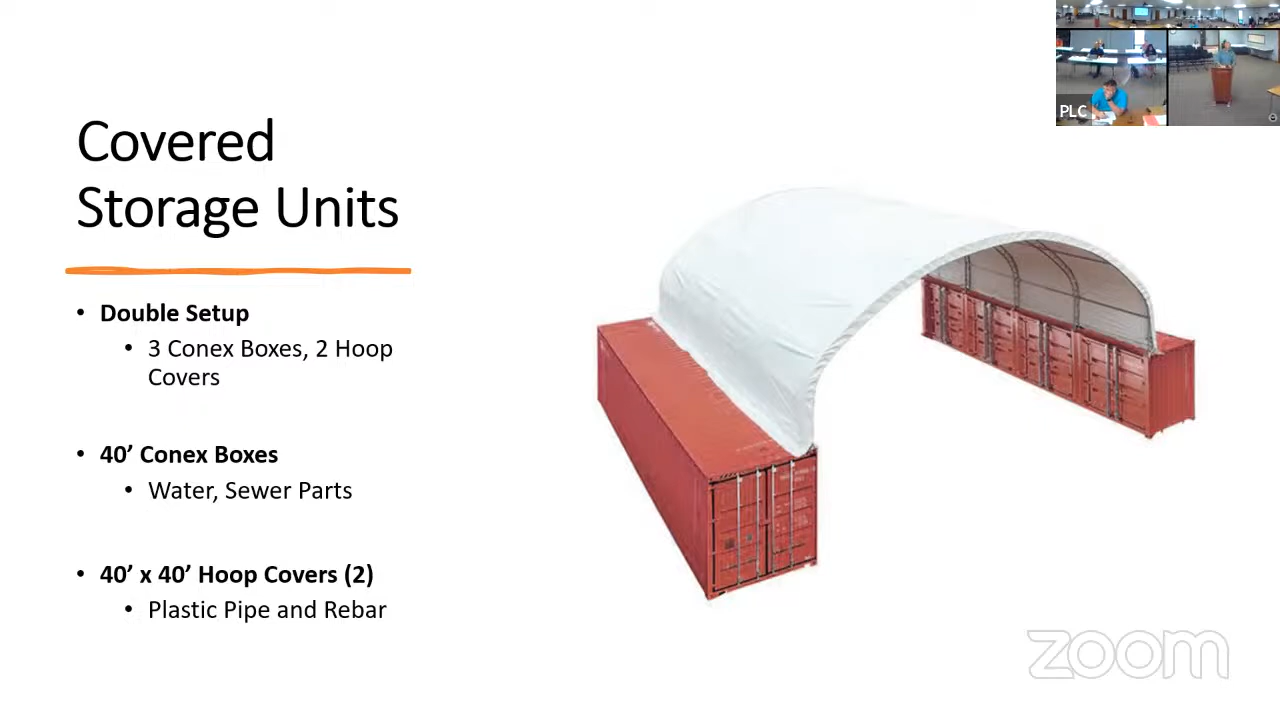 PLC
Covered
Storage Units
• Double Setup
• 3 Conex Boxes, 2 Hoop
Covers
• 40’ Conex Boxes
• Water, Sewer Parts
• 40’ x 40’ Hoop Covers (2)
• Plastic Pipe and Rebar
zoom